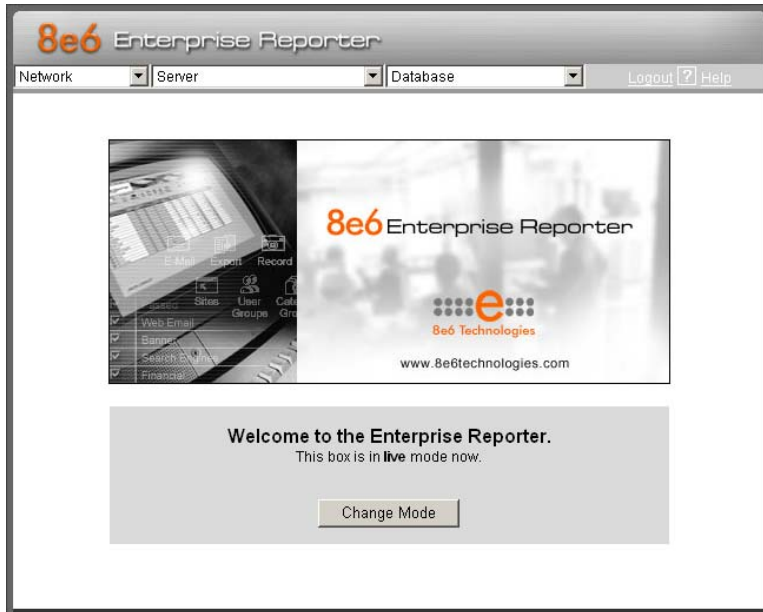 8e6 Enterprise Reporter
Network Server Database Logout ? Help
8e6 Enterprise Reporter
E-Mail Export Record
Sites User Groups
Web Email
Banner
Search Engines
Financial
8e6 Technologies
www.8e6technologies.com
Welcome to the Enterprise Reporter.
This box is in live mode now.
Change Mode